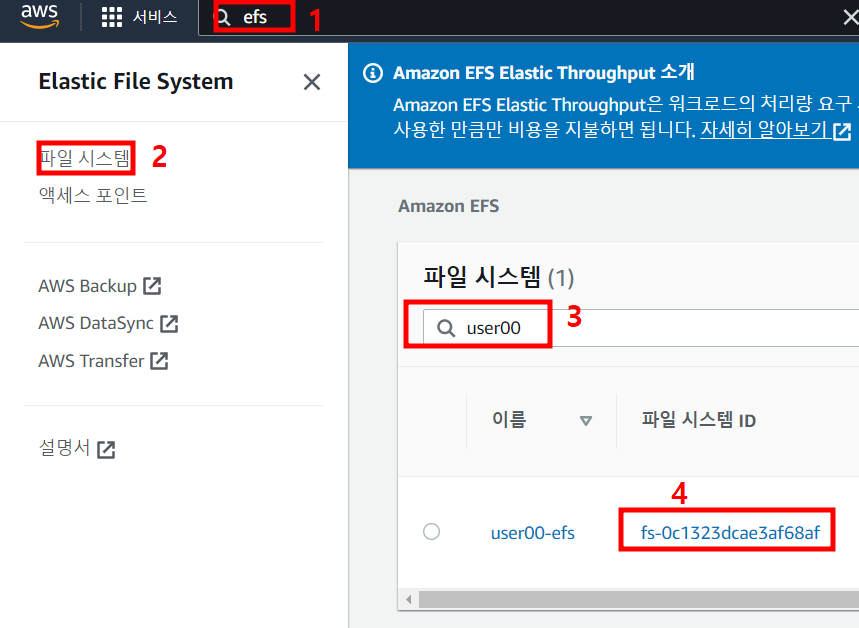 aws
서비스
efs
1
Elastic File System
파일 시스템
2
액세스 포인트
AWS Backup
AWS DataSync
AWS Transfer
설명서
Amazon EFS Elastic Throughput 소개
Amazon EFS Elastic Throughput은 워크로드의 처리량 요구
사용한 만큼만 비용을 지불하면 됩니다. 자세히 알아보기
Amazon EFS
파일 시스템 (1)
user00
3
이름
파일 시스템 ID
4
user00-efs
fs-0c1323dcae3af68af